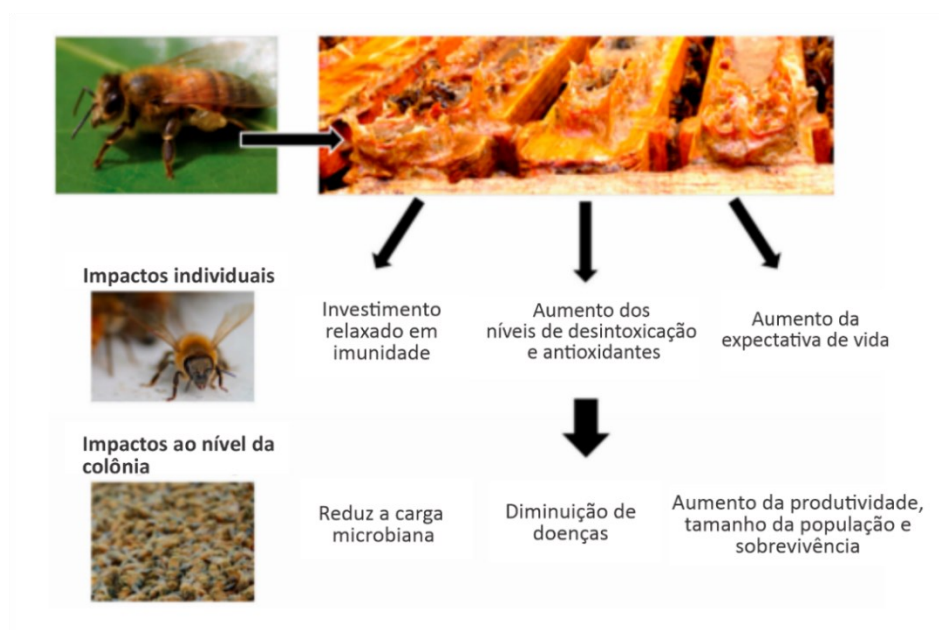 Impactos individuais
Investimento
relaxado em
imunidade
Aumento dos
níveis de desintoxicação
e antioxidantes
Aumento da
expectativa de vida
Impactos ao nível da
colônia
Reduz a carga
microbiana
Diminuição de
doenças
Aumento da produtividade,
tamanho da população e
sobrevivência